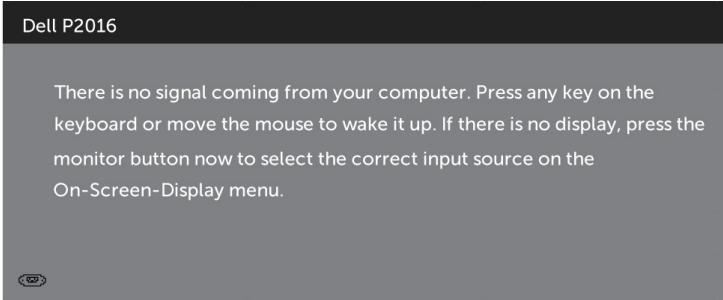 Dell P2016
There is no signal coming from your computer. Press any key on the
keyboard or move the mouse to wake it up. If there is no display, press the
monitor button now to select the correct input source on the
On-Screen-Display menu.